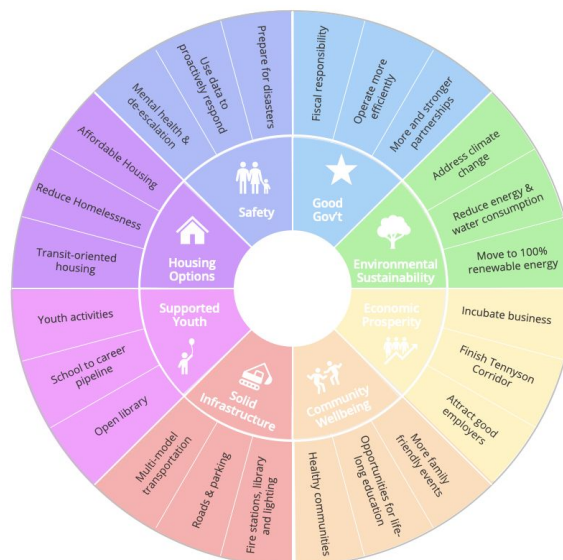 Fiscal responsibility
Operate more
efficiently
More and stronger
partnerships
Good
Gov't
Address climate
change
Reduce energy &
water consumption
Move to 100%
renewable energy
Environmental
Sustainability
Incubate business
Finish Tennyson
Corridor
Attract good
employers
Economic
Prosperity
More family
friendly events
Opportunities for life-
long education
Healthy communities
Community
Wellbeing
Fire stations, library
and lighting
Roads & parking
Multi-model
transportation
Solid
Infrastructure
Open library
School to career
pipeline
Youth activities
Supported
Youth
Transit-oriented
housing
Reduce Homelessness
Affordable Housing
Housing
Options
Mental health &
de-escalation
Use data to
proactively respond
Prepare for disasters
Safety